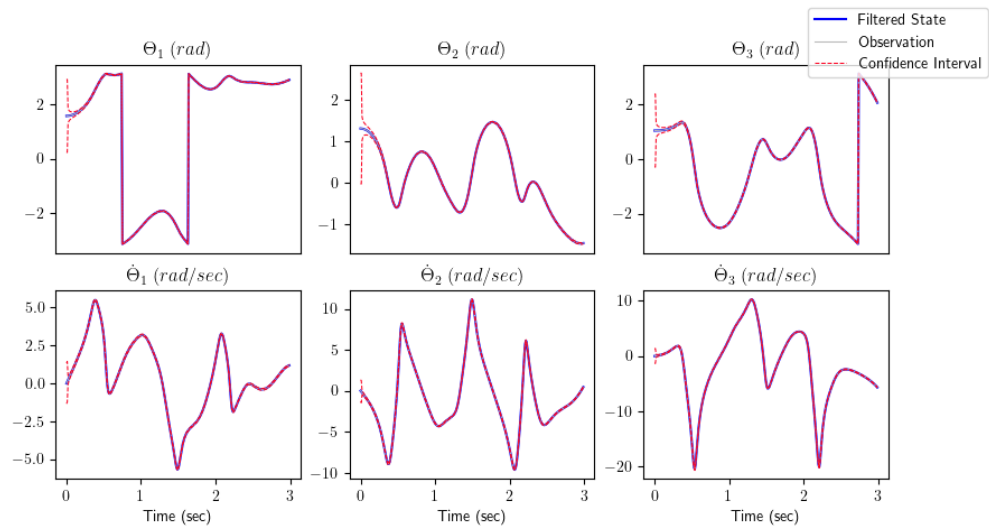 Filtered State
Observation
Confidence Interval
Θ₁ (rad)
Θ₂ (rad)
Θ₃ (rad)
2
0
−2
2
1
0
−1
2
0
−2
Θ̇₁ (rad/sec)
Θ̇₂ (rad/sec)
Θ̇₃ (rad/sec)
5.0
2.5
0.0
−2.5
−5.0
10
5
0
−5
−10
10
0
−10
−20
0 1 2 3
0 1 2 3
0 1 2 3
Time (sec)
Time (sec)
Time (sec)